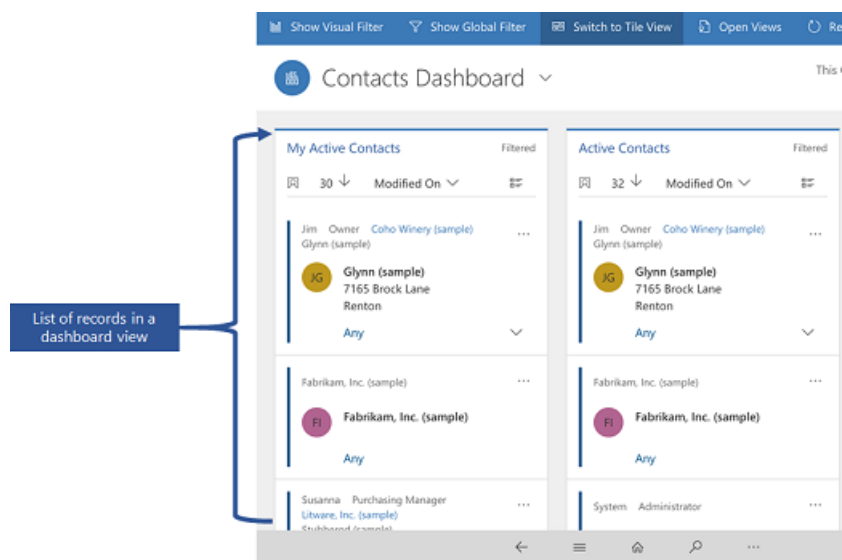 Show Visual Filter Show Global Filter Switch to Tile View Open Views Re
Contacts Dashboard
This
My Active Contacts Filtered
30 Modified On
Jim Owner Coho Winery (sample)
Glynn (sample)
JG
Glynn (sample)
7165 Brock Lane
Renton
Any
Fabrikam, Inc. (sample)
FI
Fabrikam, Inc. (sample)
Any
Susanna Purchasing Manager
Litware, Inc. (sample)
Stubberod (sample)
Active Contacts Filtered
32 Modified On
Jim Owner Coho Winery (sample)
Glynn (sample)
JG
Glynn (sample)
7165 Brock Lane
Renton
Any
Fabrikam, Inc. (sample)
FI
Fabrikam, Inc. (sample)
Any
System Administrator
List of records in a
dashboard view